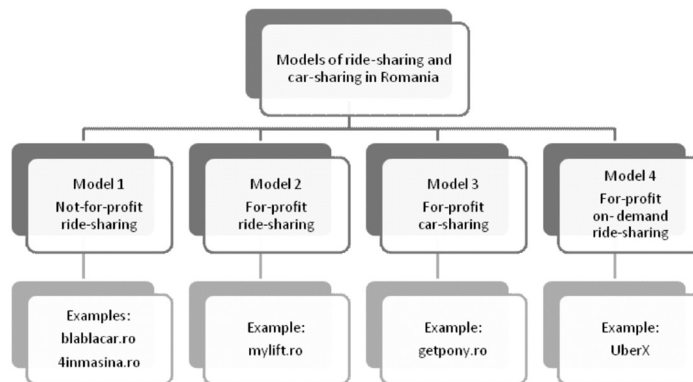 Models of ride-sharing and
car-sharing in Romania
Model 1
Not-for-profit
ride-sharing
Model 2
For-profit
ride-sharing
Model 3
For-profit
car-sharing
Model 4
For-profit
on- demand
ride-sharing
Examples:
blablacar.ro
4inmasina.ro
Example:
mylift.ro
Example:
getpony.ro
Example:
UberX